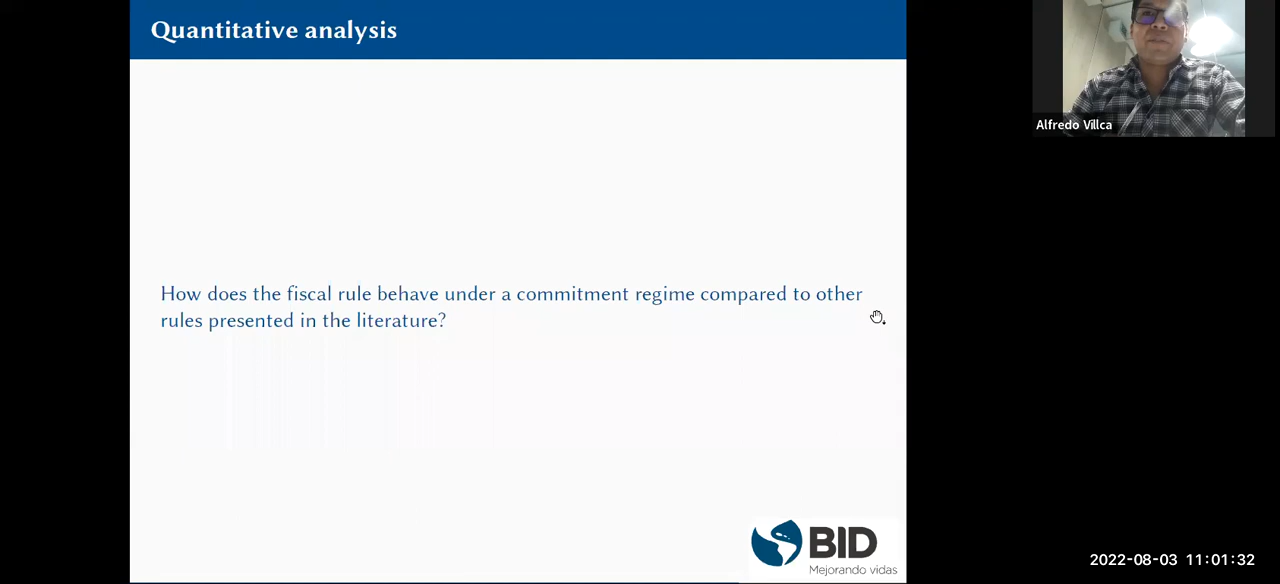 Quantitative analysis
Alfredo Villca
How does the fiscal rule behave under a commitment regime compared to other
rules presented in the literature?
BID
Mejorando vidas
2022-08-03 11:01:32